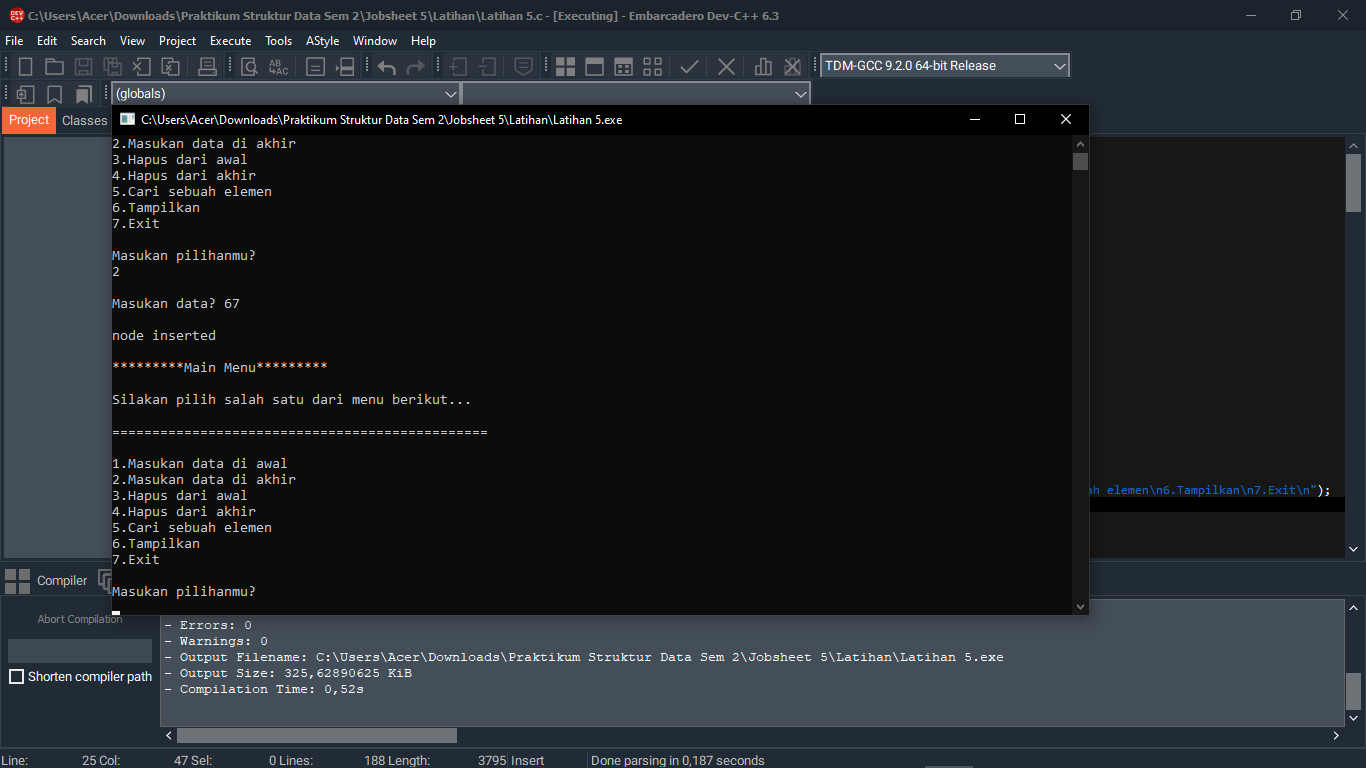 C:\Users\Acer\Downloads\Praktikum Struktur Data Sem 2\Jobsheet 5\Latihan\Latihan 5.c - [Executing] - Embarcadero Dev-C++ 6.3
File Edit Search View Project Execute Tools AStyle Window Help
TDM-GCC 9.2.0 64-bit Release
(globals)
Project Classes
C:\Users\Acer\Downloads\Praktikum Struktur Data Sem 2\Jobsheet 5\Latihan\Latihan 5.exe
2.Masukan data di akhir
3.Hapus dari awal
4.Hapus dari akhir
5.Cari sebuah elemen
6.Tampilkan
7.Exit
Masukan pilihanmu?
2
Masukan data? 67
node inserted
*********Main Menu*********
Silakan pilih salah satu dari menu berikut...
===============================================
1.Masukan data di awal
2.Masukan data di akhir
3.Hapus dari awal
4.Hapus dari akhir
5.Cari sebuah elemen
6.Tampilkan
7.Exit
Masukan pilihanmu?
ah elemen\n6.Tampilkan\n7.Exit\n");
Compiler
Abort Compilation
Shorten compiler path
- Errors: 0
- Warnings: 0
- Output Filename: C:\Users\Acer\Downloads\Praktikum Struktur Data Sem 2\Jobsheet 5\Latihan\Latihan 5.exe
- Output Size: 325,62890625 KiB
- Compilation Time: 0,52s
Line: 25 Col: 47 Sel: 0 Lines: 188 Length: 3795 Insert Done parsing in 0,187 seconds